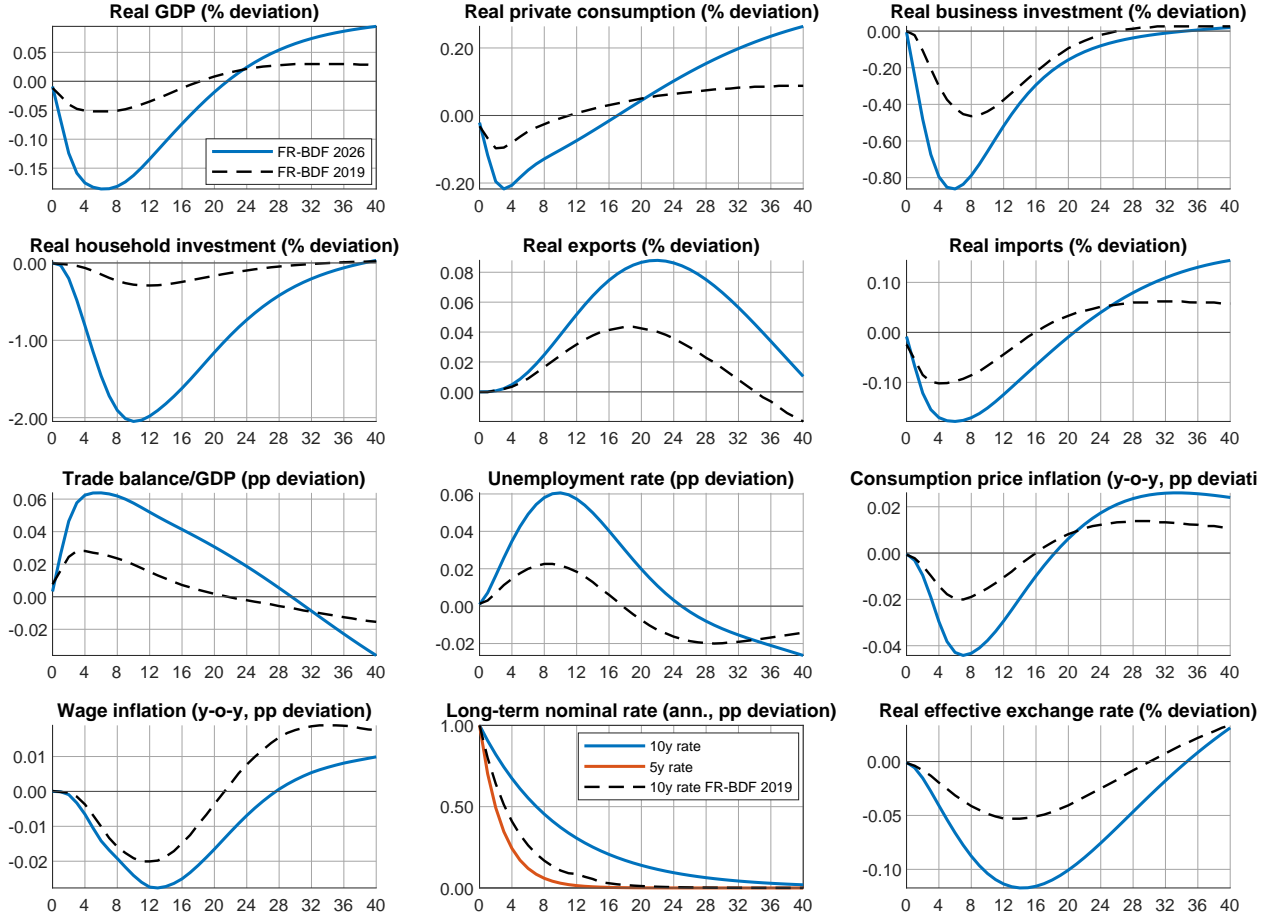 Real GDP (% deviation)
0.05
0.00
-0.05
-0.10
-0.15
FR-BDF 2026
FR-BDF 2019
0 4 8 12 16 20 24 28 32 36 40
Real private consumption (% deviation)
0.20
0.00
-0.20
0 4 8 12 16 20 24 28 32 36 40
Real business investment (% deviation)
0.00
-0.20
-0.40
-0.60
-0.80
0 4 8 12 16 20 24 28 32 36 40
Real household investment (% deviation)
0.00
-1.00
-2.00
0 4 8 12 16 20 24 28 32 36 40
Real exports (% deviation)
0.08
0.06
0.04
0.02
0.00
0 4 8 12 16 20 24 28 32 36 40
Real imports (% deviation)
0.10
0.00
-0.10
0 4 8 12 16 20 24 28 32 36 40
Trade balance/GDP (pp deviation)
0.06
0.04
0.02
0.00
-0.02
0 4 8 12 16 20 24 28 32 36 40
Unemployment rate (pp deviation)
0.06
0.04
0.02
0.00
-0.02
0 4 8 12 16 20 24 28 32 36 40
Consumption price inflation (y-o-y, pp deviati
0.02
0.00
-0.02
-0.04
0 4 8 12 16 20 24 28 32 36 40
Wage inflation (y-o-y, pp deviation)
0.01
0.00
-0.01
-0.02
0 4 8 12 16 20 24 28 32 36 40
Long-term nominal rate (ann., pp deviation)
1.00
0.50
0.00
10y rate
5y rate
10y rate FR-BDF 2019
0 4 8 12 16 20 24 28 32 36 40
Real effective exchange rate (% deviation)
0.00
-0.05
-0.10
0 4 8 12 16 20 24 28 32 36 40